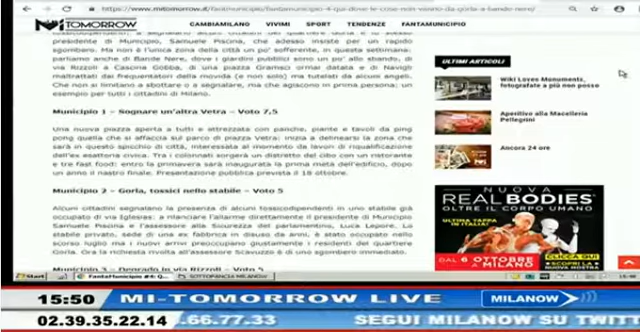 https://www.mitomorrow.it/fantamunicipio/fantamunicipio-4-qui-dove-le-cose-non-vanno-da-gorla-a-bande-nere/
MI TOMORROW
CAMBIAMILANO VIVIMI SPORT TENDENZE FANTAMUNICIPIO
presidente di Municipio, Samuele Piscina, che adesso insiste per un rapido
sgombero. Ma non è l'unica zona della città un po' sofferente, in questa settimana:
parliamo anche di Bande Nere, dove i giardini pubblici sono un po' allo sbando, di
via Rizzoli a Cascina Gobba, di una piazza Gramsci ormai datata e di Navigli
maltrattati dai frequentatori della movida (e non solo) ma tutelati da alcuni angeli.
Che non si limitano a sbottare o a segnalare, ma che agiscono in prima persona: un
esempio per tutti i cittadini di Milano.
Municipio 1 – Sognare un'altra Vetra – Voto 7,5
Una nuova piazza aperta a tutti e attrezzata con panche, piante e tavoli da ping
pong quella che si affaccia sul parco di piazza Vetra: inizia a delinearsi la zona che
sarà in questo spicchio di città, interessata al momento da lavori di riqualificazione
dell'ex esattoria civica. Tra i colonnati sorgerà un distretto del cibo con un ristorante
e tre fast food: entro la primavera sarà inaugurata la prima metà dell'edificio, dopo
un anno il nastro finale. Presentazione pubblica prevista il 18 ottobre.
Municipio 2 – Gorla, tossici nello stabile – Voto 5
Alcuni cittadini segnalano la presenza di alcuni tossicodipendenti in uno stabile già
occupato di via Iglesias: a rilanciare l'allarme direttamente il presidente di Municipio
Samuele Piscina e l'assessore alla Sicurezza del parlamentino, Luca Lepore. Lo
stabile privato, sede di una ex fabbrica in disuso da anni, è stato occupato nello
scorso luglio ma i nuovi arrivi preoccupano giustamente i residenti del quartiere
Gorla. Ora la richiesta rivolta all'assessore Scavuzzo è di uno sgombero immediato.
Municipio 3 – Degrado in via Rizzoli – Voto 5
ULTIMI ARTICOLI
Wiki Loves Monuments,
fotografate a più non posso
Aperitivo alla Macelleria
Pellegrini
Ancora 24 ore
NUOVA
REAL BODIES
OLTRE IL CORPO UMANO
ULTIMA TAPPA
IN ITALIA!
DAL 6 OTTOBRE
A MILANO
CLICCA QUI
E SCOPRI LA
NUOVA MOSTRA
Start
FantaMunicipio #4: Q
15:50
MI-TOMORROW LIVE
MILANOW
02.39.35.22.14
.66.77.33
SEGUI MILANOW SU TWITT